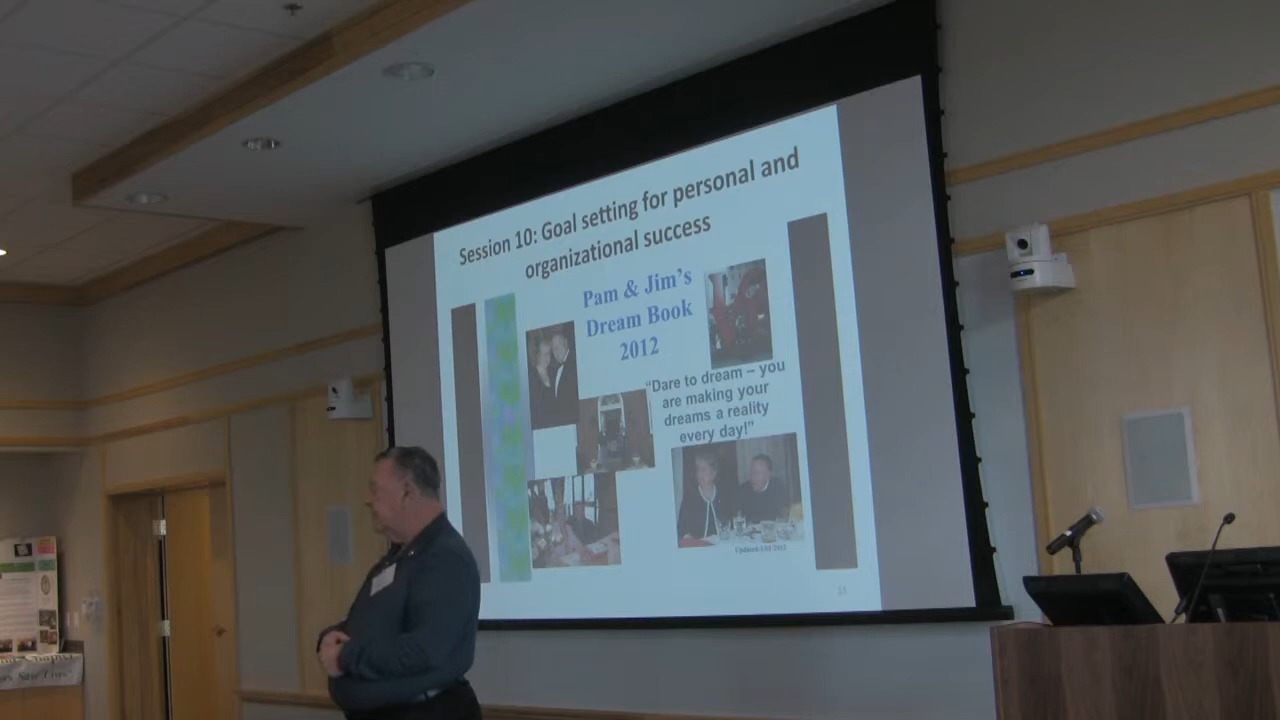 Session 10: Goal setting for personal and
organizational success
Pam & Jim's
Dream Book
2012
"Dare to dream – you
are making your
dreams a reality
every day!"